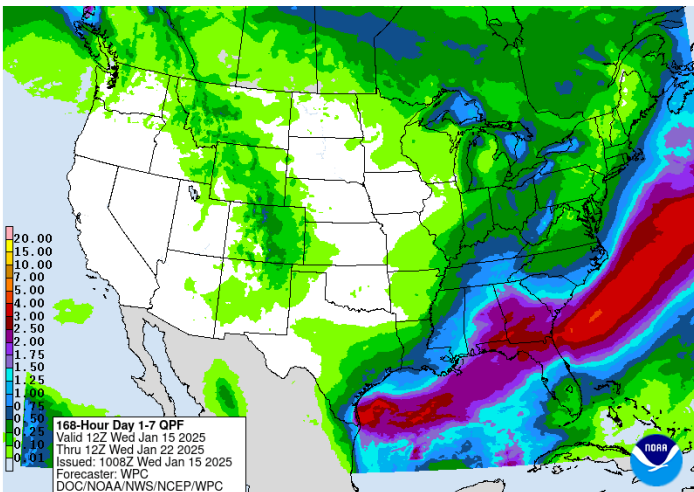 20.00
15.00
10.00
7.00
5.00
4.00
3.00
2.50
2.00
1.75
1.50
1.25
1.00
0.75
0.50
0.25
0.10
0.01
168-Hour Day 1-7 QPF
Valid 12Z Wed Jan 15 2025
Thru 12Z Wed Jan 22 2025
Issued: 1008Z Wed Jan 15 2025
Forecaster: WPC
DOC/NOAA/NWS/NCEP/WPC
NOAA